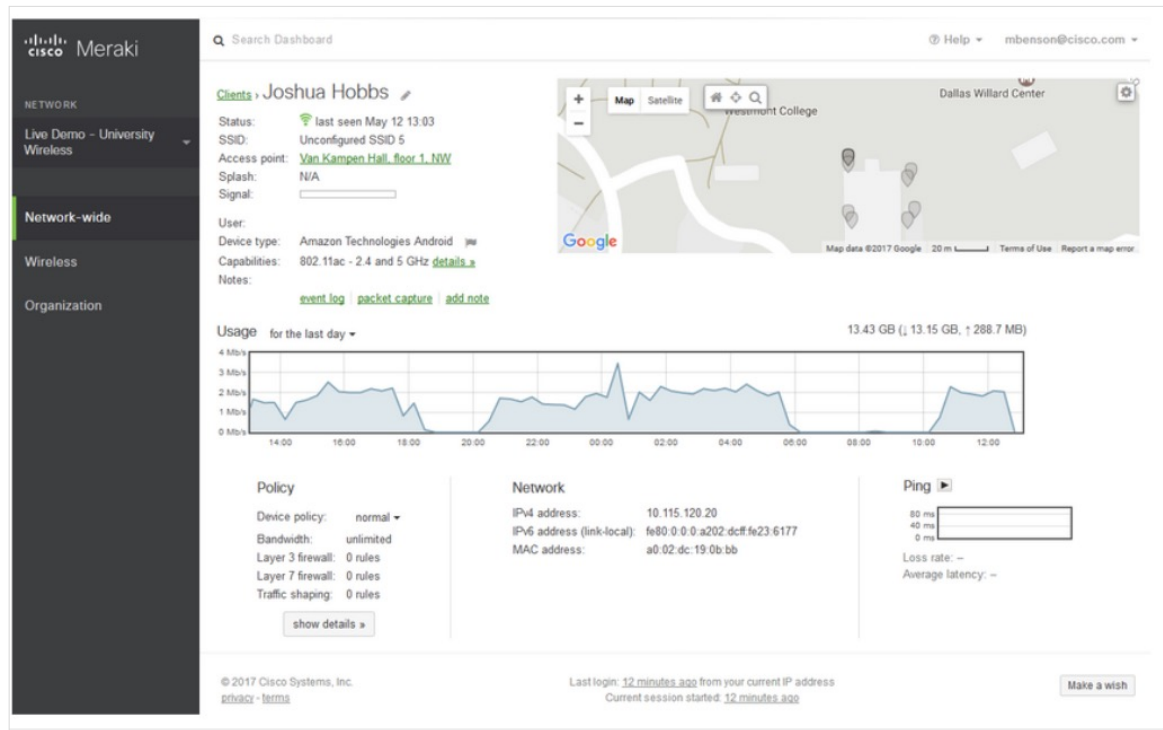 cisco Meraki
Search Dashboard
Help
mbenson@cisco.com
NETWORK
Live Demo - University
Wireless
Network-wide
Wireless
Organization
Clients › Joshua Hobbs
Status: last seen May 12 13:03
SSID: Unconfigured SSID 5
Access point: Van Kampen Hall, floor 1, NW
Splash: N/A
Signal:
User:
Device type: Amazon Technologies Android
Capabilities: 802.11ac - 2.4 and 5 GHz details »
Notes:
event log packet capture add note
+ Map Satellite
−
Westmont College
Dallas Willard Center
Google
Map data ©2017 Google 20 m Terms of Use Report a map error
Usage for the last day
13.43 GB (↓ 13.15 GB, ↑ 288.7 MB)
4 Mb/s
3 Mb/s
2 Mb/s
1 Mb/s
0 Mb/s
14:00 16:00 18:00 20:00 22:00 00:00 02:00 04:00 06:00 08:00 10:00 12:00
Policy
Device policy: normal
Bandwidth: unlimited
Layer 3 firewall: 0 rules
Layer 7 firewall: 0 rules
Traffic shaping: 0 rules
show details »
Network
IPv4 address: 10.115.120.20
IPv6 address (link-local): fe80:0:0:0:a202:dcff:fe23:6177
MAC address: a0:02:dc:19:0b:bb
Ping
80 ms
40 ms
0 ms
Loss rate: –
Average latency: –
© 2017 Cisco Systems, Inc.
privacy - terms
Last login: 12 minutes ago from your current IP address
Current session started: 12 minutes ago
Make a wish